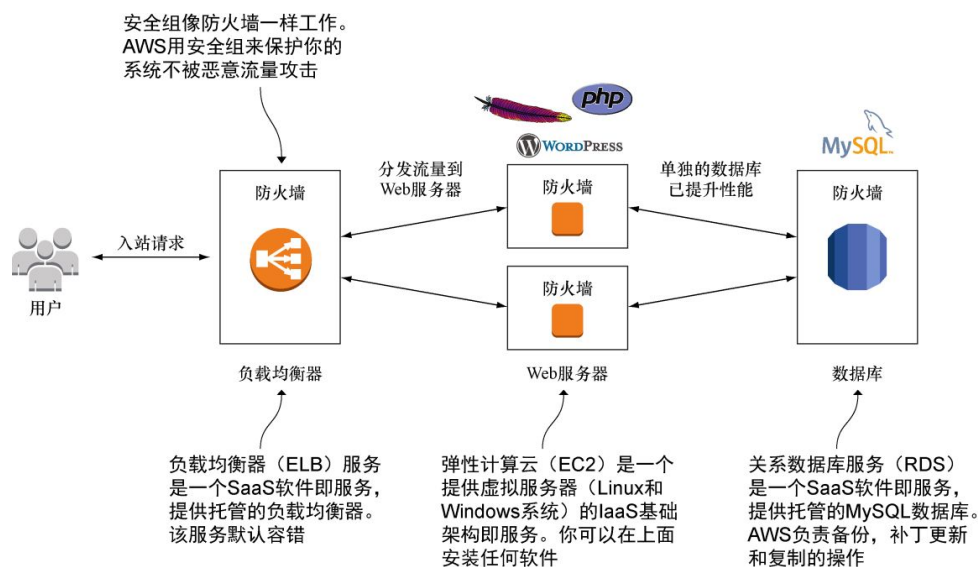 安全组像防火墙一样工作。
AWS用安全组来保护你的
系统不被恶意流量攻击
php
WORDPRESS
MySQL
分发流量到
Web服务器
单独的数据库
已提升性能
防火墙
防火墙
防火墙
入站请求
防火墙
用户
负载均衡器
Web服务器
数据库
负载均衡器（ELB）服务
是一个SaaS软件即服务，
提供托管的负载均衡器。
该服务默认容错
弹性计算云（EC2）是一个
提供虚拟服务器（Linux和
Windows系统）的IaaS基础
架构即服务。你可以在上面
安装任何软件
关系数据库服务（RDS）
是一个SaaS软件即服务，
提供托管的MySQL数据库。
AWS负责备份，补丁更新
和复制的操作